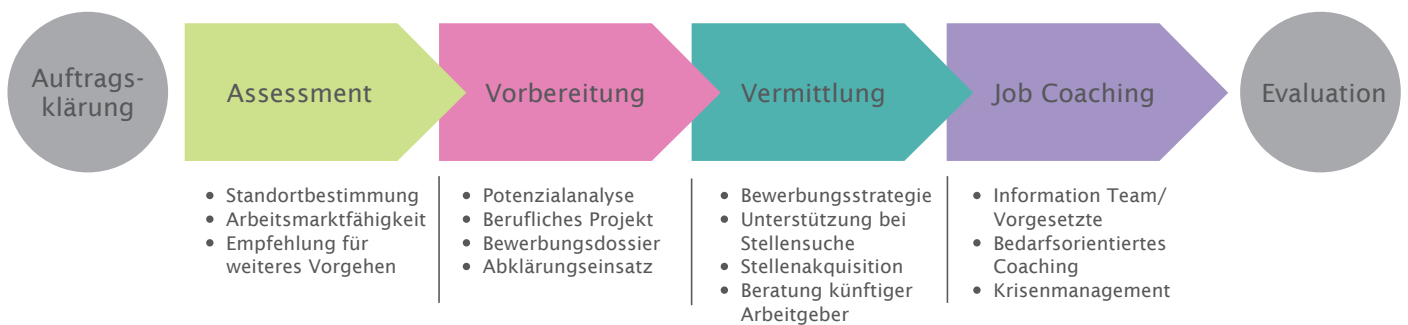 Auftrags-
klärung
Assessment
Vorbereitung
Vermittlung
Job Coaching
Evaluation
• Standortbestimmung
• Arbeitsmarktfähigkeit
• Empfehlung für
weiteres Vorgehen
• Potenzialanalyse
• Berufliches Projekt
• Bewerbungsdossier
• Abklärungseinsatz
• Bewerbungsstrategie
• Unterstützung bei
Stellensuche
• Stellenakquisition
• Beratung künftiger
Arbeitgeber
• Information Team/
Vorgesetzte
• Bedarfsorientiertes
Coaching
• Krisenmanagement